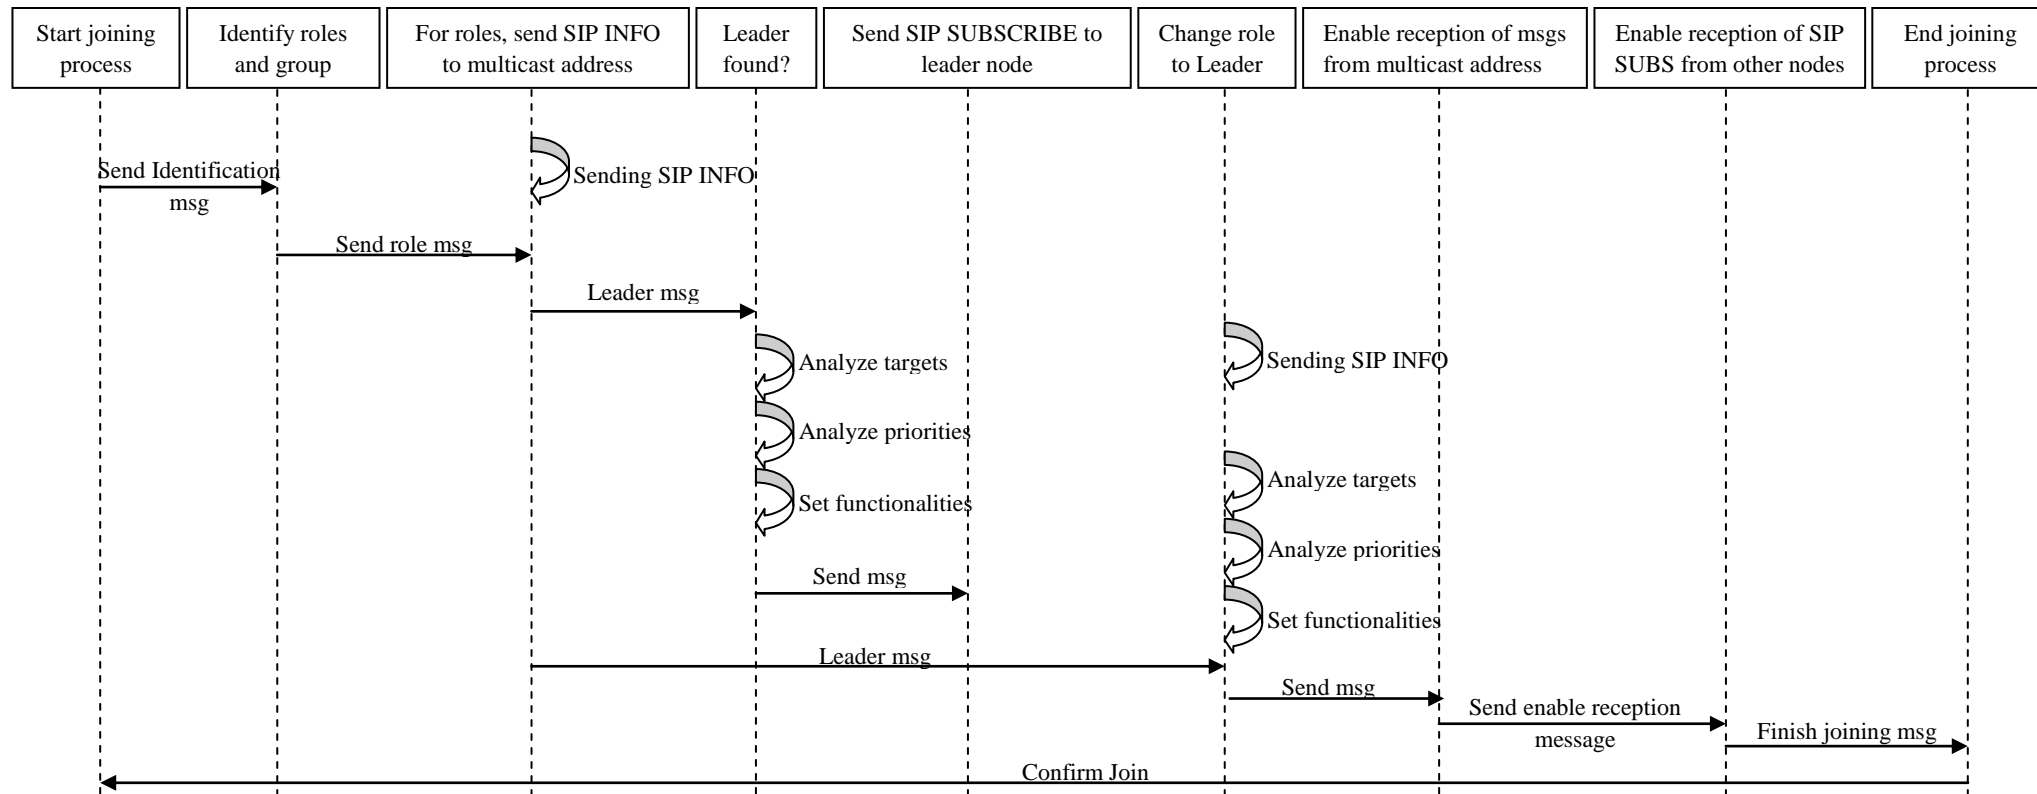 Start joining
process
Identify roles
and group
For roles, send SIP INFO
to multicast address
Leader
found?
Send SIP SUBSCRIBE to
leader node
Change role
to Leader
Enable reception of msgs
from multicast address
Enable reception of SIP
SUBS from other nodes
End joining
process
Send Identification
msg
Sending SIP INFO
Send role msg
Leader msg
Analyze targets
Sending SIP INFO
Analyze priorities
Analyze targets
Set functionalities
Analyze priorities
Send msg
Set functionalities
Leader msg
Send msg
Send enable reception
message
Finish joining msg
Confirm Join